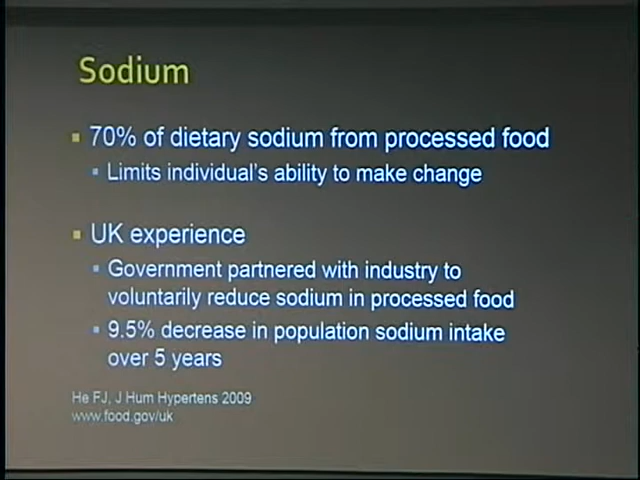 Sodium
70% of dietary sodium from processed food
Limits individual's ability to make change
UK experience
Government partnered with industry to
voluntarily reduce sodium in processed food
9.5% decrease in population sodium intake
over 5 years
He FJ, J Hum Hypertens 2009
www.food.gov/uk